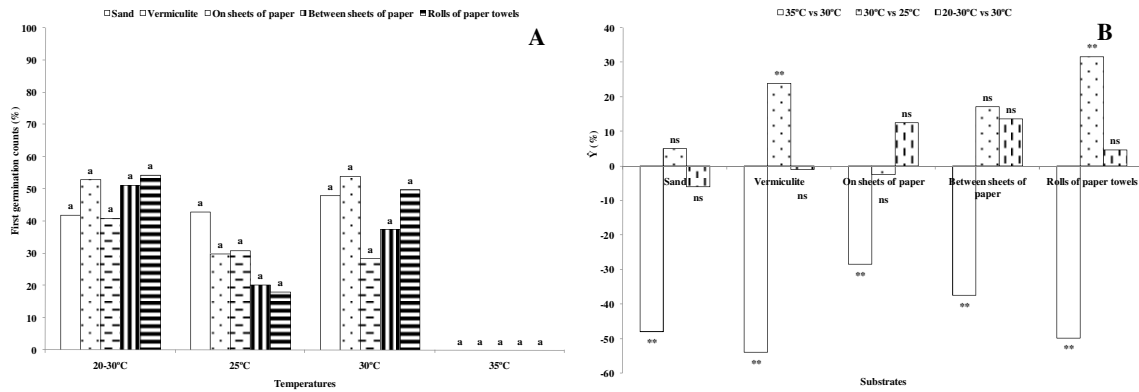 Sand Vermiculite On sheets of paper Between sheets of paper Rolls of paper towels
A
First germination counts (%)
100
90
80
70
60
50
40
30
20
10
0
a a a a a
a a a a a
a a a a a
a a a a a
20-30ºC 25ºC 30ºC 35ºC
Temperatures
35ºC vs 30ºC 30ºC vs 25ºC 20-30ºC vs 30ºC
B
Ŷ (%)
40
30
20
10
0
-10
-20
-30
-40
-50
-60
** ns ns
** ** ns
** ns
** ns ns
** ** ns
Sand Vermiculite On sheets of paper Between sheets of paper Rolls of paper towels
Substrates